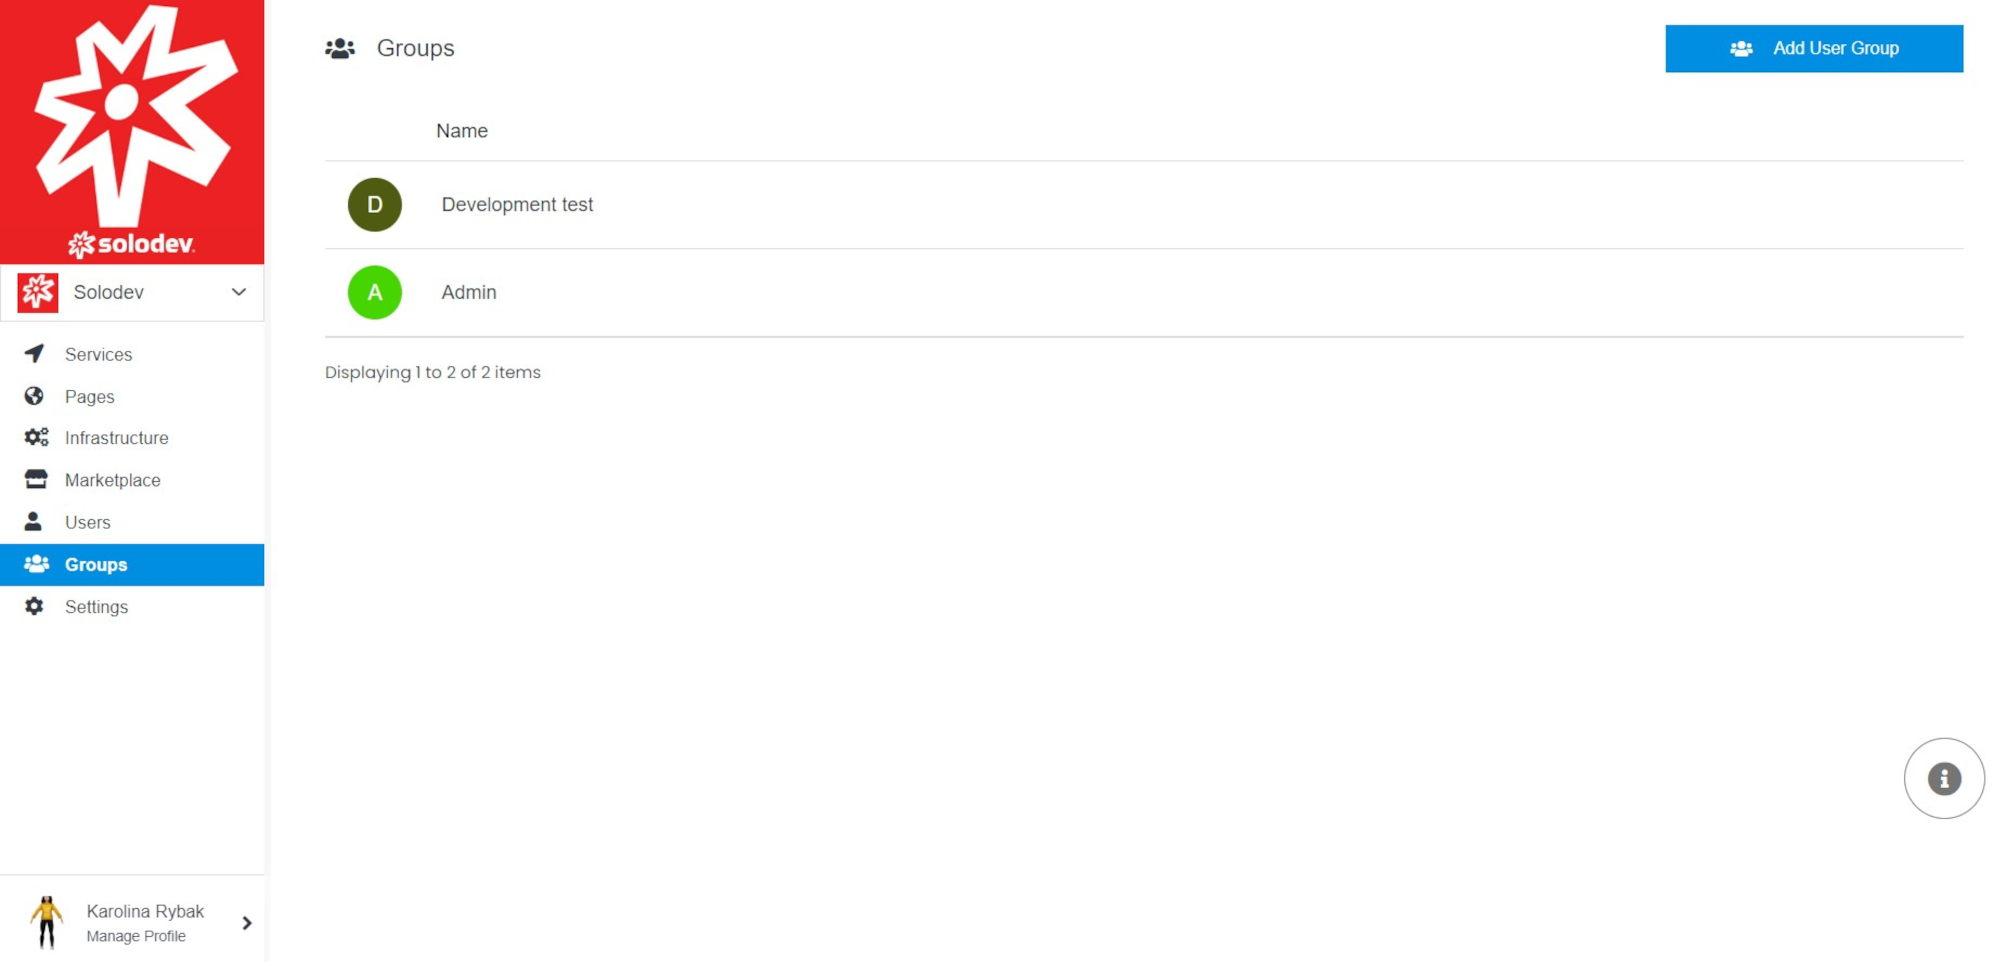 solodev
Solodev
Services
Pages
Infrastructure
Marketplace
Users
Groups
Settings
Karolina Rybak
Manage Profile
Groups
Add User Group
Name
D Development test
A Admin
Displaying 1 to 2 of 2 items